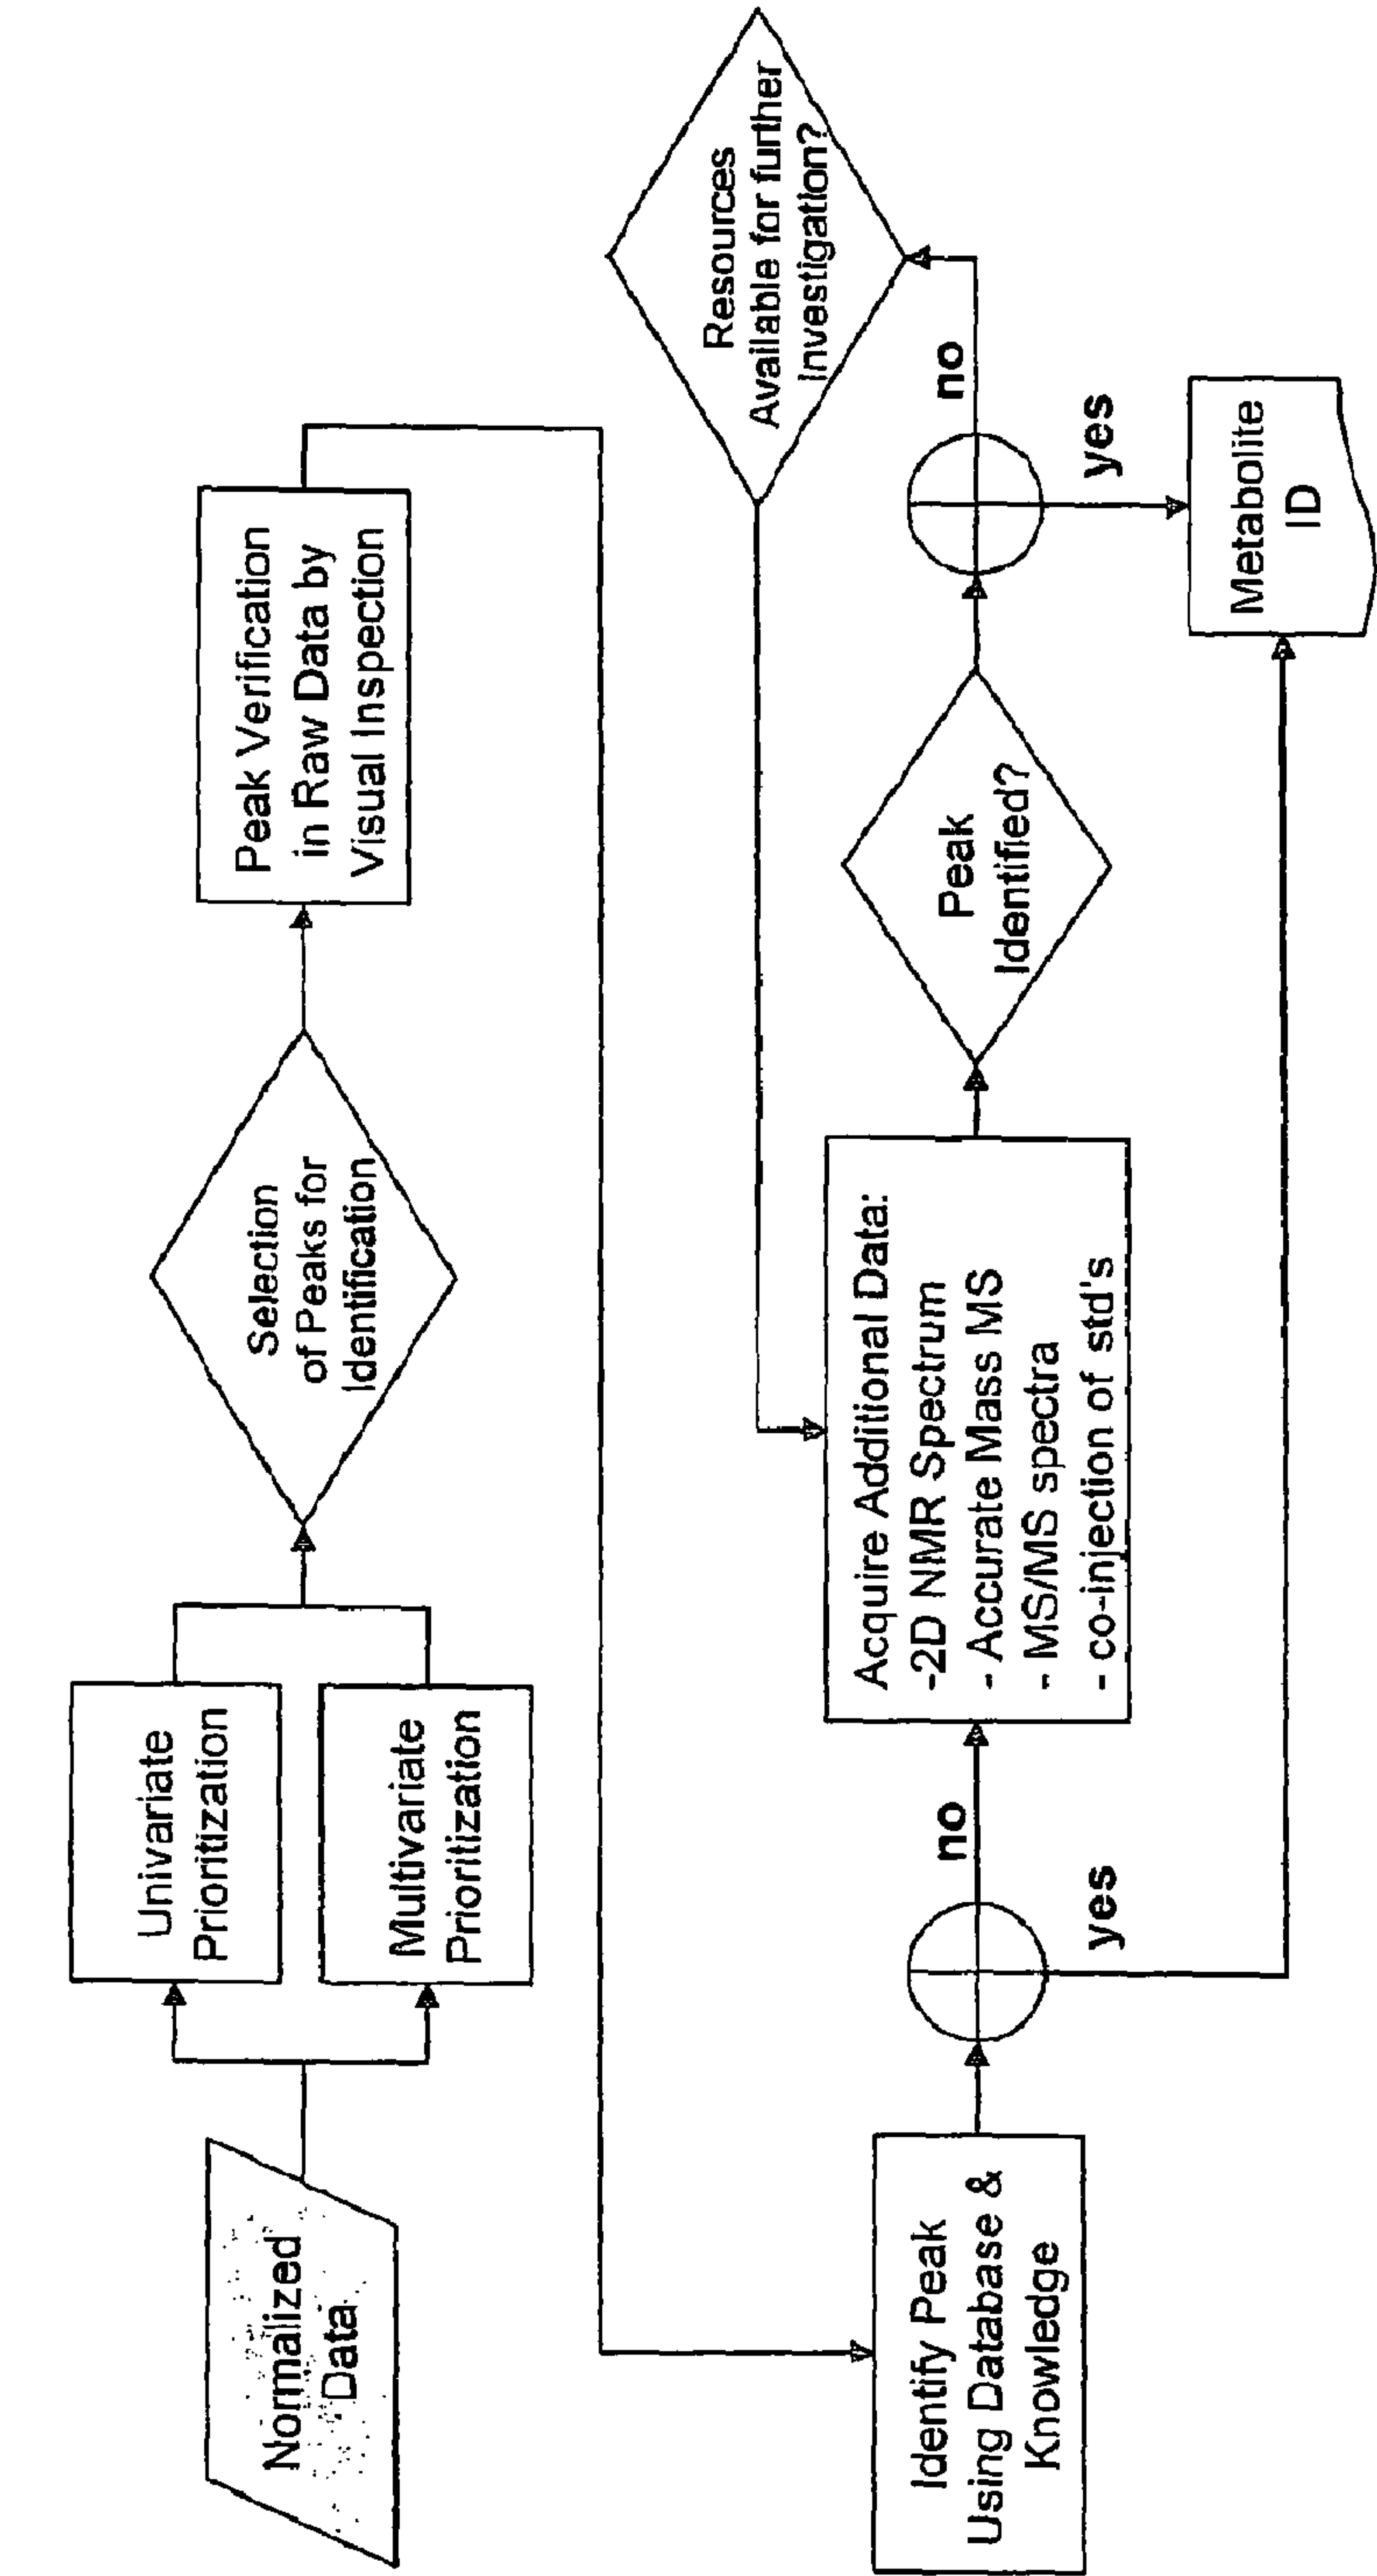 Normalized
Data
Univariate
Prioritization
Multivariate
Prioritization
Selection
of Peaks for
Identification
Peak Verification
in Raw Data by
Visual Inspection
Identify Peak
Using Database &
Knowledge
no
yes
Acquire Additional Data:
-2D NMR Spectrum
- Accurate Mass MS
- MS/MS spectra
- co-injection of std's
Peak
Identified?
no
yes
Resources
Available for further
Investigation?
Metabolite
ID